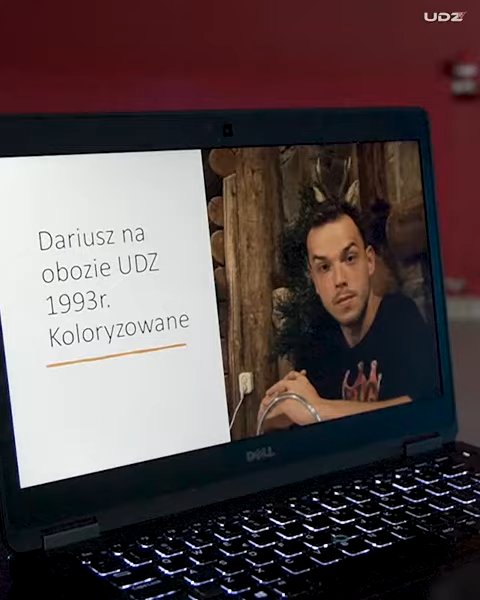 UDZ
Dariusz na
obozie UDZ
1993r.
Koloryzowane
DELL